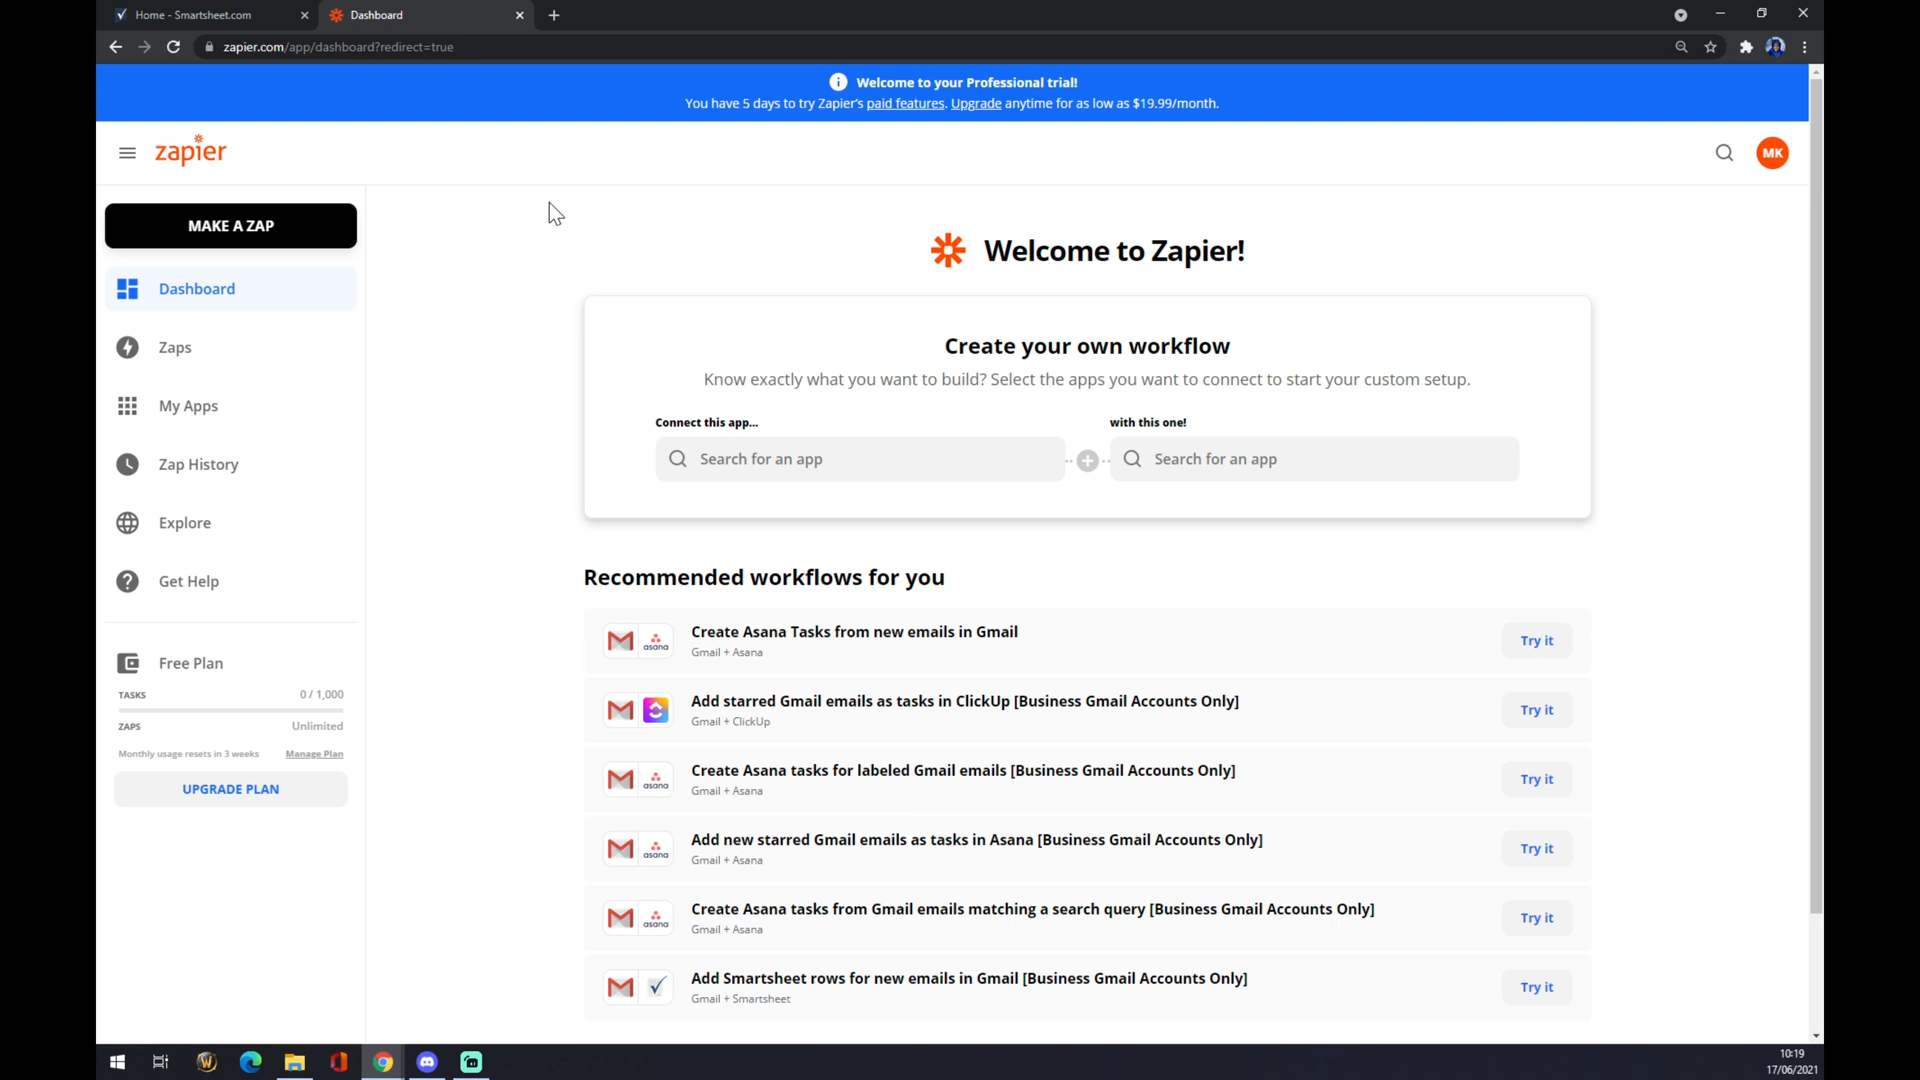 Home - Smartsheet.com
Dashboard
zapier.com/app/dashboard?redirect=true
Welcome to your Professional trial!
You have 5 days to try Zapier's paid features. Upgrade anytime for as low as $19.99/month.
zapier
MK
MAKE A ZAP
Dashboard
Zaps
My Apps
Zap History
Explore
Get Help
Free Plan
TASKS 0 / 1,000
ZAPS Unlimited
Monthly usage resets in 3 weeks Manage Plan
UPGRADE PLAN
Welcome to Zapier!
Create your own workflow
Know exactly what you want to build? Select the apps you want to connect to start your custom setup.
Connect this app... with this one!
Search for an app Search for an app
Recommended workflows for you
asana
Create Asana Tasks from new emails in Gmail
Gmail + Asana
Try it
Add starred Gmail emails as tasks in ClickUp [Business Gmail Accounts Only]
Gmail + ClickUp
Try it
asana
Create Asana tasks for labeled Gmail emails [Business Gmail Accounts Only]
Gmail + Asana
Try it
asana
Add new starred Gmail emails as tasks in Asana [Business Gmail Accounts Only]
Gmail + Asana
Try it
asana
Create Asana tasks from Gmail emails matching a search query [Business Gmail Accounts Only]
Gmail + Asana
Try it
Add Smartsheet rows for new emails in Gmail [Business Gmail Accounts Only]
Gmail + Smartsheet
Try it
10:19
17/06/2021